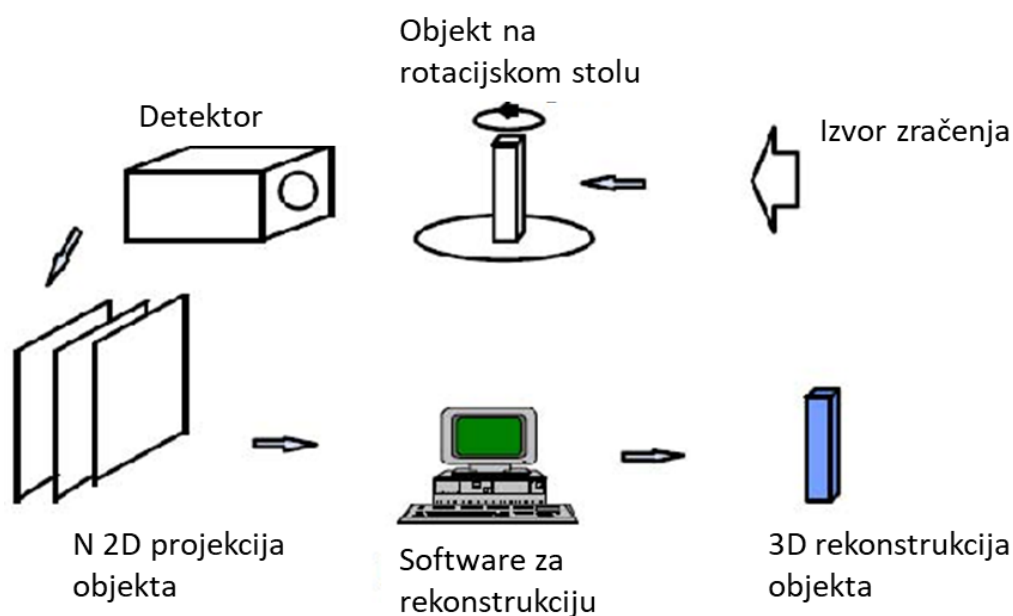 Objekt na
rotacijskom stolu
Detektor
Izvor zračenja
N 2D projekcija
objekta
Software za
rekonstrukciju
3D rekonstrukcija
objekta